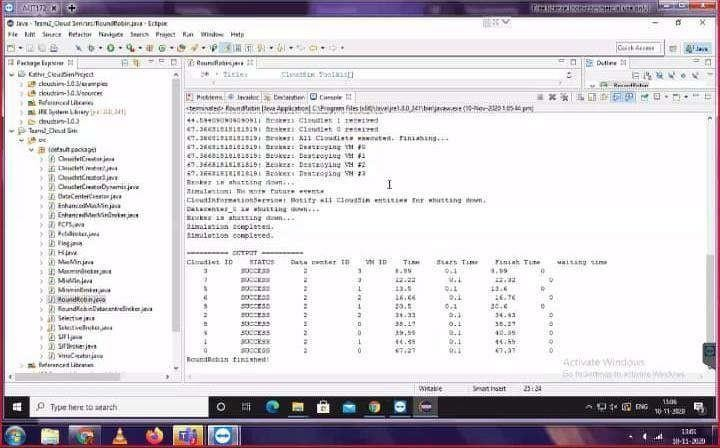 Java - Team2_Cloud Sim/src/RoundRobin.java - Eclipse
File Edit Source Refactor Navigate Search Project Run Window Help
Quick Access
Java
Package Explorer
RoundRobin.java
Outline
Kathir_CloudSimProject
Title: CloudSim Toolkit
cloudsim-3.0.3/examples
cloudsim-3.0.3/sources
Referenced Libraries
JRE System Library [jre1.8.0_241]
cloudsim-3.0.3
Team2_Cloud Sim
src
(default package)
CloudletCreator.java
CloudletCreatorDynamic.java
DataCenterCreator.java
EnhancedMaxMin.java
EnhancedMaxMinBroker.java
FCFS.java
FcfsBroker.java
MaxMin.java
MaxminBroker.java
MinMin.java
MinminBroker.java
RoundRobin.java
RoundRobinDatacentreBroker.java
Selective.java
SelectiveBroker.java
SJF1.java
SJFBroker.java
VmsCreator.java
Referenced Libraries
Problems Javadoc Declaration Console
<terminated> RoundRobin [Java Application] C:\Program Files (x86)\Java\jre1.8.0_241\bin\javaw.exe (10-Nov-2020 1:05:44 pm)
Broker: Cloudlet 1 received
67.36681818181819: Broker: Cloudlet 0 received
67.36681818181819: Broker: All Cloudlets executed. Finishing...
67.36681818181819: Broker: Destroying VM #0
67.36681818181819: Broker: Destroying VM #1
67.36681818181819: Broker: Destroying VM #2
67.36681818181819: Broker: Destroying VM #3
Broker is shutting down...
Simulation: No more future events
CloudInformationService: Notify all CloudSim entities for shutting down.
Datacenter_0 is shutting down...
Broker is shutting down...
Simulation completed.
Simulation completed.
========== OUTPUT ==========
Cloudlet ID STATUS Data center ID VM ID Time Start Time Finish Time waiting time
3 SUCCESS 2 3 8.89 0.1 8.99 0
7 SUCCESS 2 3 12.22 0.1 12.32 0
5 SUCCESS 2 1 13.5 0.1 13.6 0
6 SUCCESS 2 2 16.66 0.1 16.76 0
9 SUCCESS 2 1 20.5 0.1 20.6 0
2 SUCCESS 2 2 34.33 0.1 34.43 0
8 SUCCESS 2 0 38.17 0.1 38.27 0
4 SUCCESS 2 0 39.99 0.1 40.09 0
1 SUCCESS 2 1 44.49 0.1 44.59 0
0 SUCCESS 2 0 67.27 0.1 67.37 0
RoundRobin finished!
Activate Windows
Go to Settings to activate Windows.
Writable Smart Insert 25 : 24
Type here to search
ENG
13:06
10-11-2020
13:01
10-11-2020